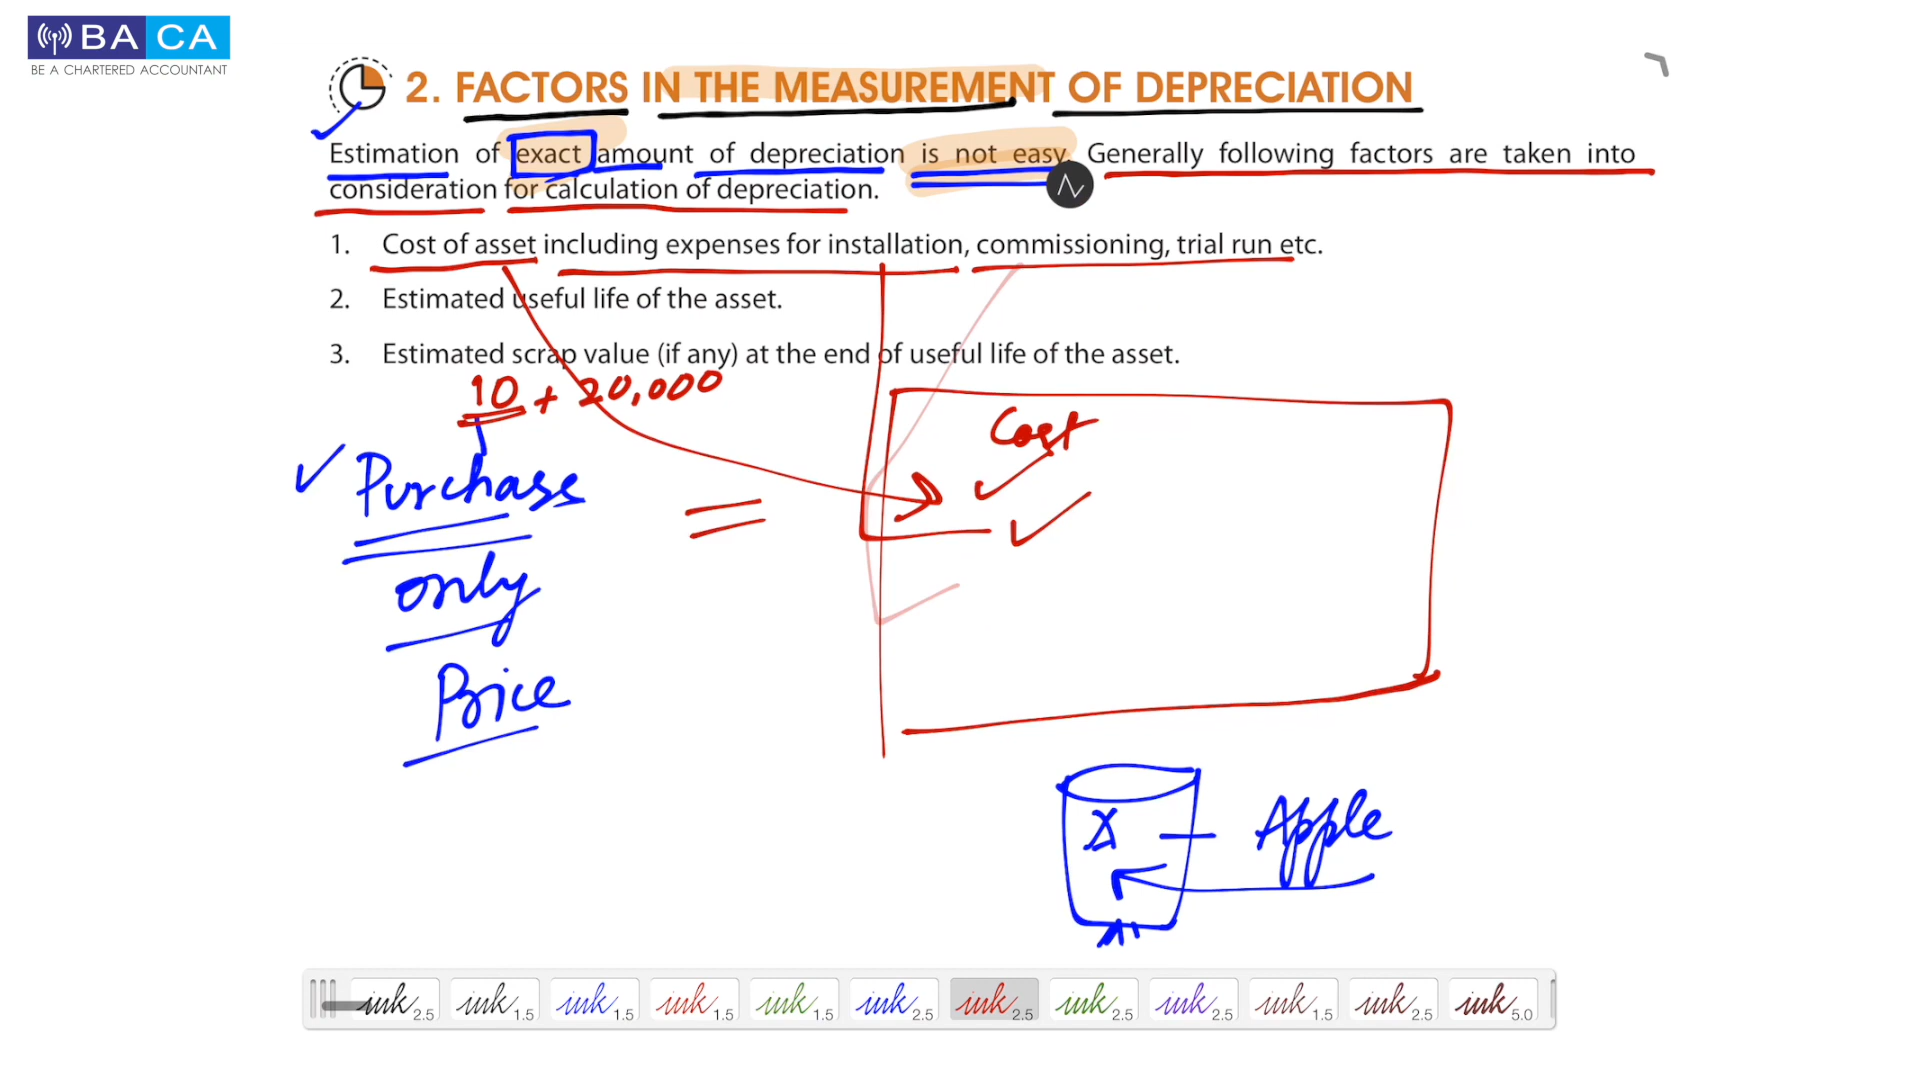 BA CA
BE A CHARTERED ACCOUNTANT
2. FACTORS IN THE MEASUREMENT OF DEPRECIATION
Estimation of exact amount of depreciation is not easy. Generally following factors are taken into
consideration for calculation of depreciation.
1. Cost of asset including expenses for installation, commissioning, trial run etc.
2. Estimated useful life of the asset.
3. Estimated scrap value (if any) at the end of useful life of the asset.
10 + 20,000
Cost
Purchase
=
only
Price
Apple
ink 2.5 ink 1.5 ink 1.5 ink 1.5 ink 1.5 ink 2.5 ink 2.5 ink 2.5 ink 2.5 ink 1.5 ink 2.5 ink 5.0